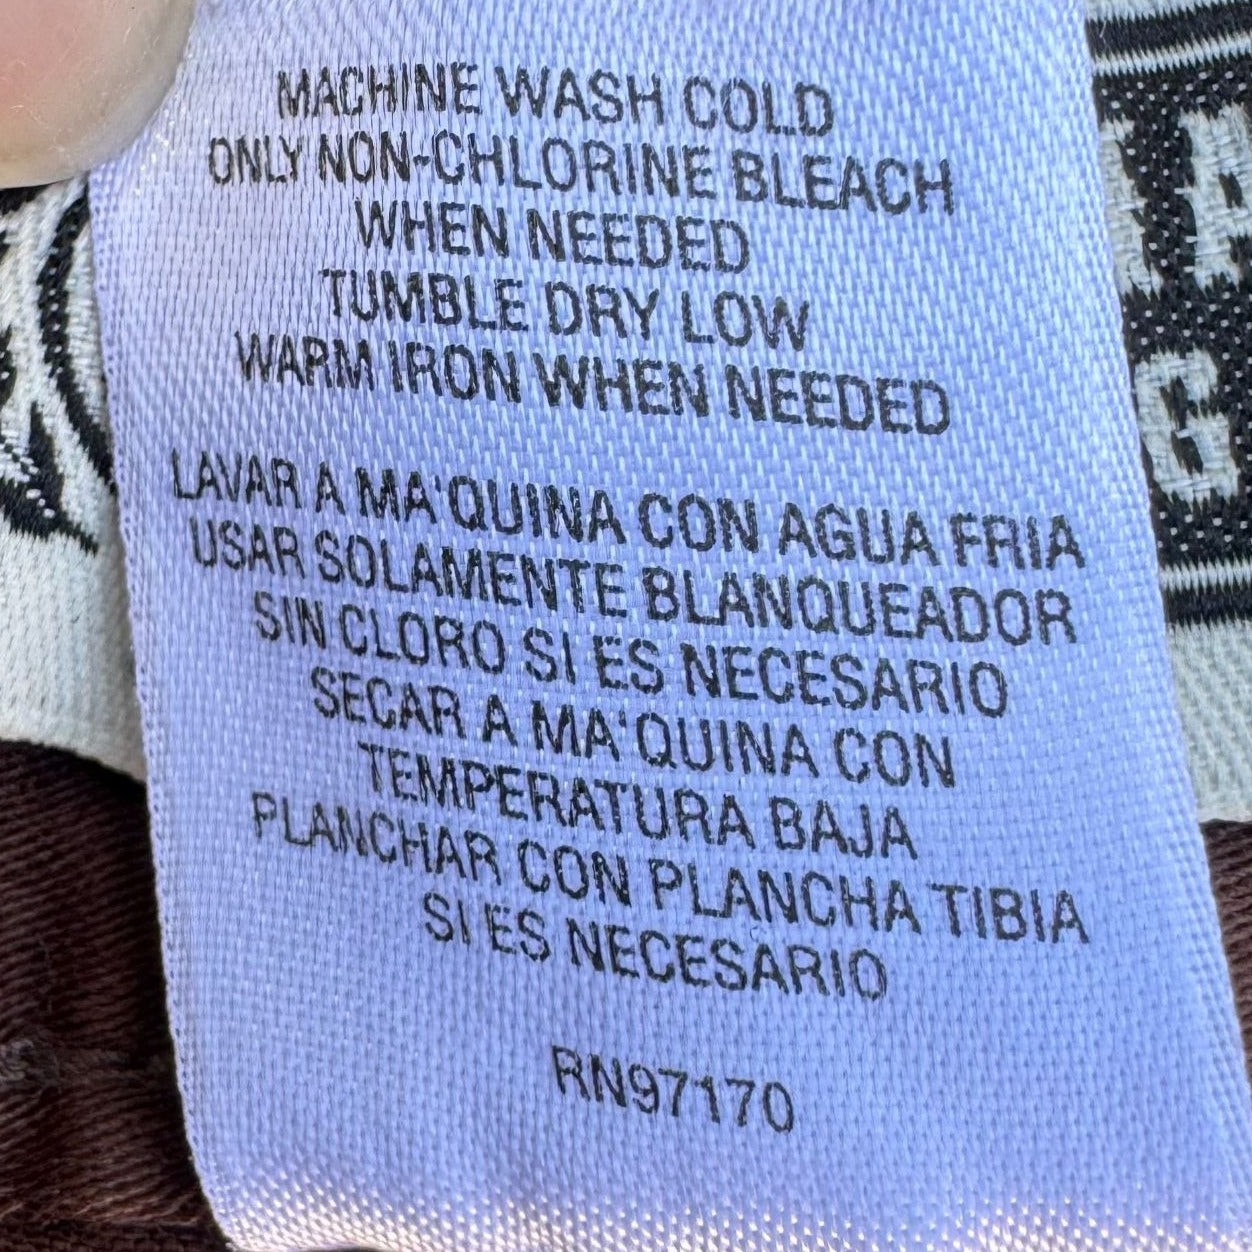 MACHINE WASH COLD
ONLY NON-CHLORINE BLEACH
WHEN NEEDED
TUMBLE DRY LOW
WARM IRON WHEN NEEDED
LAVAR A MA'QUINA CON AGUA FRIA
USAR SOLAMENTE BLANQUEADOR
SIN CLORO SI ES NECESARIO
SECAR A MA'QUINA CON
TEMPERATURA BAJA
PLANCHAR CON PLANCHA TIBIA
SI ES NECESARIO
RN97170